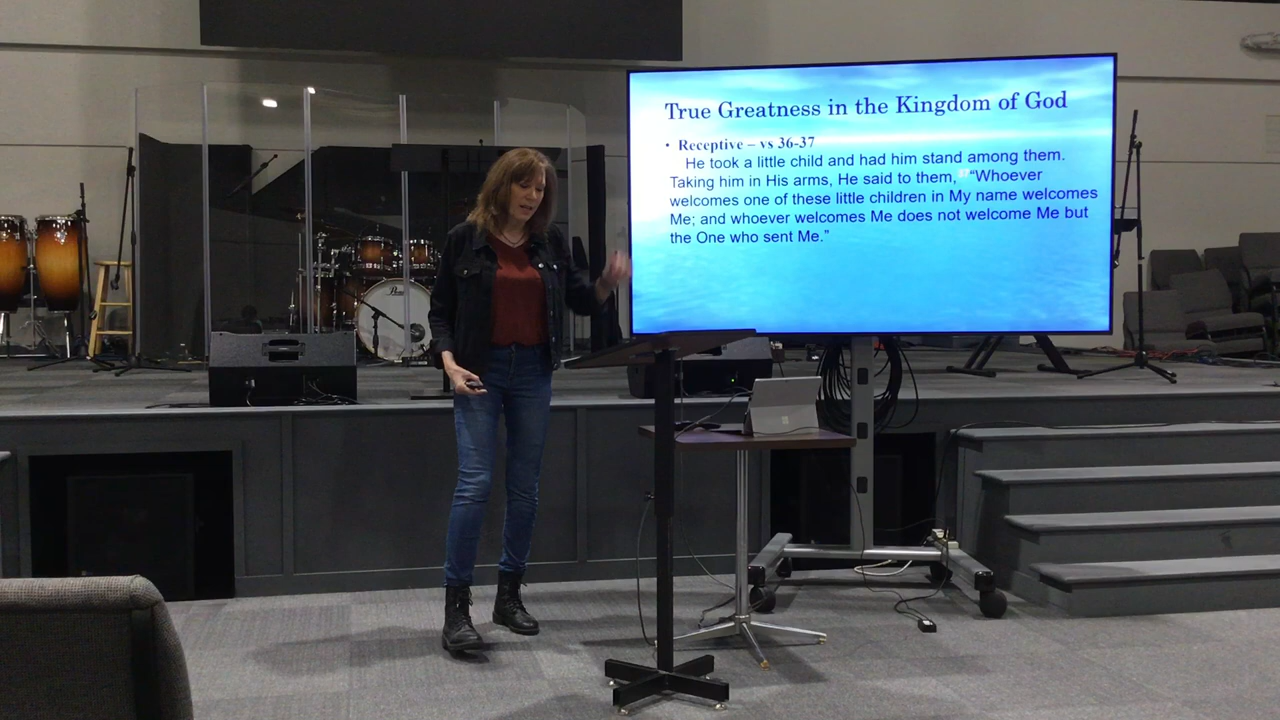 True Greatness in the Kingdom of God
• Receptive – vs 36-37
He took a little child and had him stand among them.
Taking him in His arms, He said to them, 37“Whoever
welcomes one of these little children in My name welcomes
Me; and whoever welcomes Me does not welcome Me but
the One who sent Me.”
Pearl